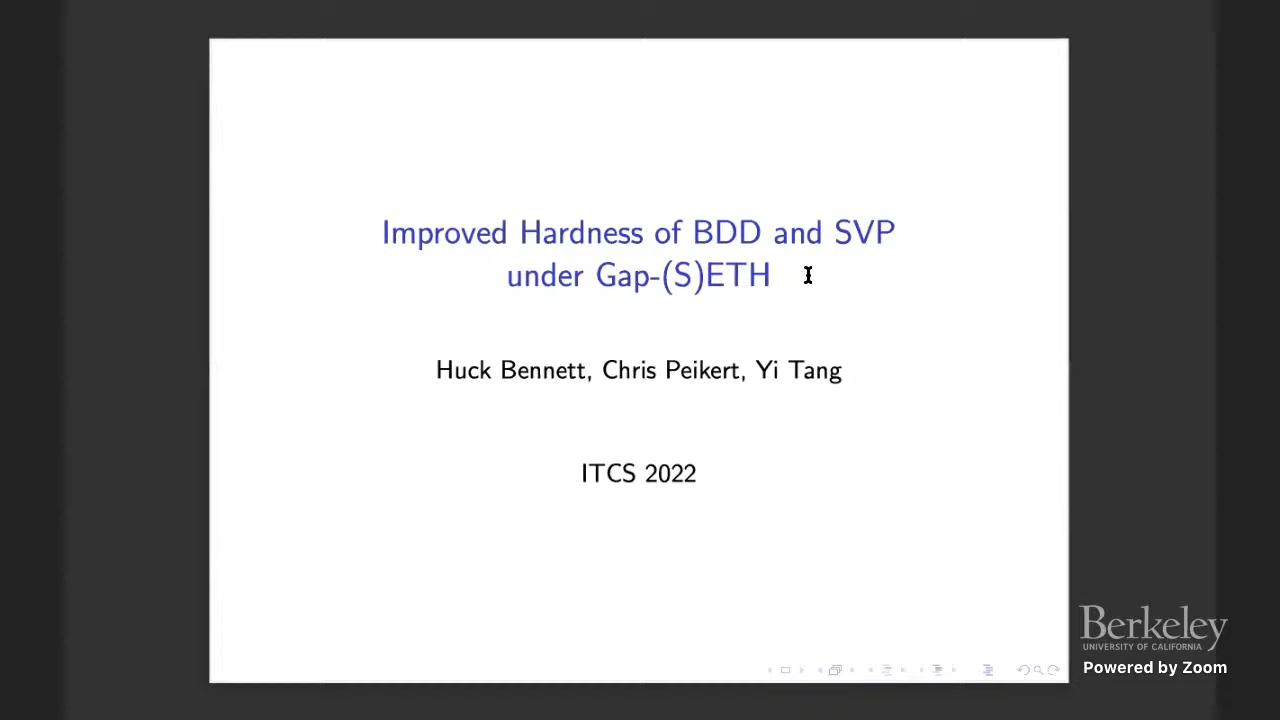 Improved Hardness of BDD and SVP
under Gap-(S)ETH
Huck Bennett, Chris Peikert, Yi Tang
ITCS 2022
Berkeley
UNIVERSITY OF CALIFORNIA
Powered by Zoom